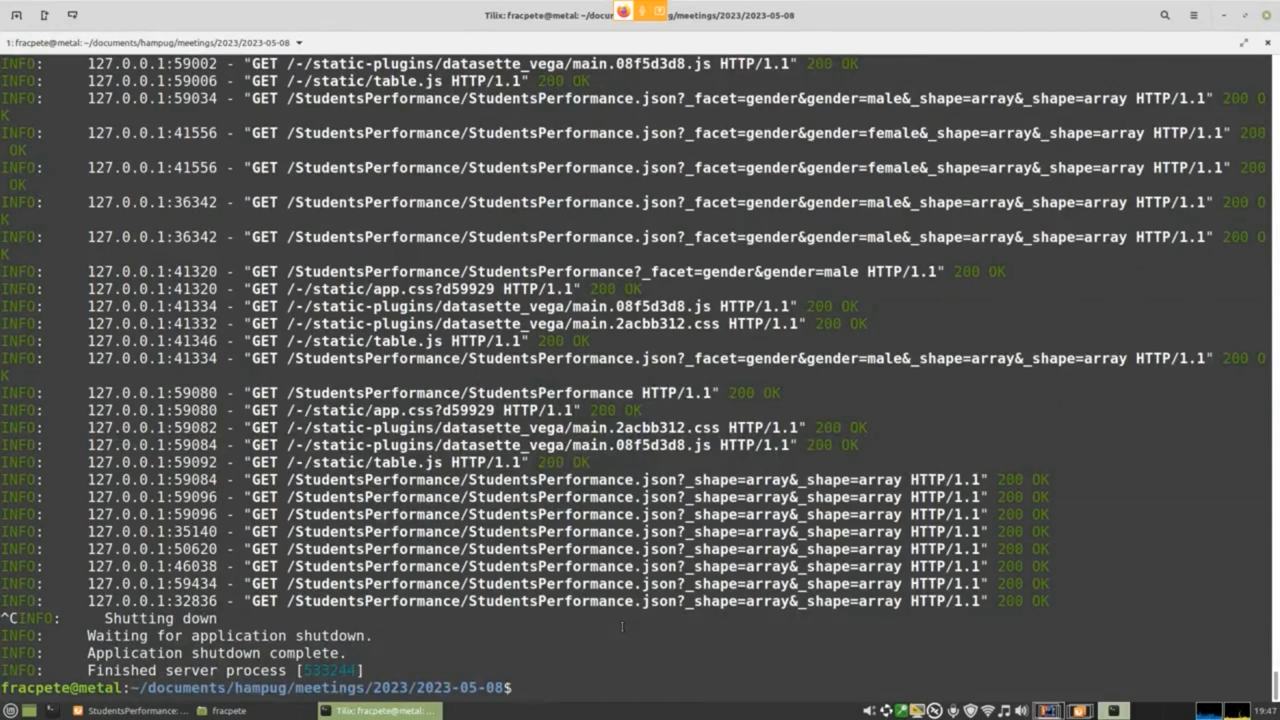 Tilix: fracpete@metal: ~/docum /hampug/meetings/2023/2023-05-08
1: fracpete@metal: ~/documents/hampug/meetings/2023/2023-05-08
INFO: 127.0.0.1:59002 - "GET /-/static-plugins/datasette_vega/main.08f5d3d8.js HTTP/1.1" 200 OK
INFO: 127.0.0.1:59006 - "GET /-/static/table.js HTTP/1.1" 200 OK
INFO: 127.0.0.1:59034 - "GET /StudentsPerformance/StudentsPerformance.json?_facet=gender&gender=male&_shape=array&_shape=array HTTP/1.1" 200 O
K
INFO: 127.0.0.1:41556 - "GET /StudentsPerformance/StudentsPerformance.json?_facet=gender&gender=female&_shape=array&_shape=array HTTP/1.1" 200
OK
INFO: 127.0.0.1:41556 - "GET /StudentsPerformance/StudentsPerformance.json?_facet=gender&gender=female&_shape=array&_shape=array HTTP/1.1" 200
OK
INFO: 127.0.0.1:36342 - "GET /StudentsPerformance/StudentsPerformance.json?_facet=gender&gender=male&_shape=array&_shape=array HTTP/1.1" 200 O
K
INFO: 127.0.0.1:36342 - "GET /StudentsPerformance/StudentsPerformance.json?_facet=gender&gender=male&_shape=array&_shape=array HTTP/1.1" 200 O
K
INFO: 127.0.0.1:41320 - "GET /StudentsPerformance/StudentsPerformance?_facet=gender&gender=male HTTP/1.1" 200 OK
INFO: 127.0.0.1:41320 - "GET /-/static/app.css?d59929 HTTP/1.1" 200 OK
INFO: 127.0.0.1:41334 - "GET /-/static-plugins/datasette_vega/main.08f5d3d8.js HTTP/1.1" 200 OK
INFO: 127.0.0.1:41332 - "GET /-/static-plugins/datasette_vega/main.2acbb312.css HTTP/1.1" 200 OK
INFO: 127.0.0.1:41346 - "GET /-/static/table.js HTTP/1.1" 200 OK
INFO: 127.0.0.1:41334 - "GET /StudentsPerformance/StudentsPerformance.json?_facet=gender&gender=male&_shape=array&_shape=array HTTP/1.1" 200 O
K
INFO: 127.0.0.1:59080 - "GET /StudentsPerformance/StudentsPerformance HTTP/1.1" 200 OK
INFO: 127.0.0.1:59080 - "GET /-/static/app.css?d59929 HTTP/1.1" 200 OK
INFO: 127.0.0.1:59082 - "GET /-/static-plugins/datasette_vega/main.2acbb312.css HTTP/1.1" 200 OK
INFO: 127.0.0.1:59084 - "GET /-/static-plugins/datasette_vega/main.08f5d3d8.js HTTP/1.1" 200 OK
INFO: 127.0.0.1:59092 - "GET /-/static/table.js HTTP/1.1" 200 OK
INFO: 127.0.0.1:59084 - "GET /StudentsPerformance/StudentsPerformance.json?_shape=array&_shape=array HTTP/1.1" 200 OK
INFO: 127.0.0.1:59096 - "GET /StudentsPerformance/StudentsPerformance.json?_shape=array&_shape=array HTTP/1.1" 200 OK
INFO: 127.0.0.1:59096 - "GET /StudentsPerformance/StudentsPerformance.json?_shape=array&_shape=array HTTP/1.1" 200 OK
INFO: 127.0.0.1:35140 - "GET /StudentsPerformance/StudentsPerformance.json?_shape=array&_shape=array HTTP/1.1" 200 OK
INFO: 127.0.0.1:50620 - "GET /StudentsPerformance/StudentsPerformance.json?_shape=array&_shape=array HTTP/1.1" 200 OK
INFO: 127.0.0.1:46038 - "GET /StudentsPerformance/StudentsPerformance.json?_shape=array&_shape=array HTTP/1.1" 200 OK
INFO: 127.0.0.1:59434 - "GET /StudentsPerformance/StudentsPerformance.json?_shape=array&_shape=array HTTP/1.1" 200 OK
INFO: 127.0.0.1:32836 - "GET /StudentsPerformance/StudentsPerformance.json?_shape=array&_shape=array HTTP/1.1" 200 OK
^CINFO: Shutting down
INFO: Waiting for application shutdown.
INFO: Application shutdown complete.
INFO: Finished server process [533244]
fracpete@metal:~/documents/hampug/meetings/2023/2023-05-08$
StudentsPerformance: ... fracpete Tilix: fracpete@metal: ... 19:47